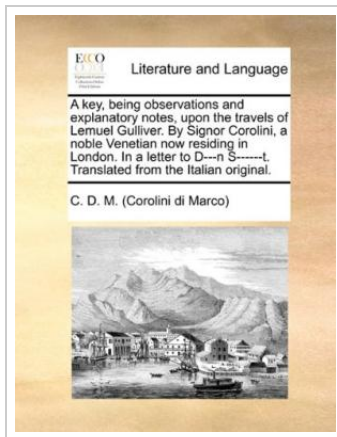 ECCO
Literature and Language
A key, being observations and
explanatory notes, upon the travels of
Lemuel Gulliver. By Signor Corolini, a
noble Venetian now residing in
London. In a letter to D---n S------t.
Translated from the Italian original.
C. D. M. (Corolini di Marco)